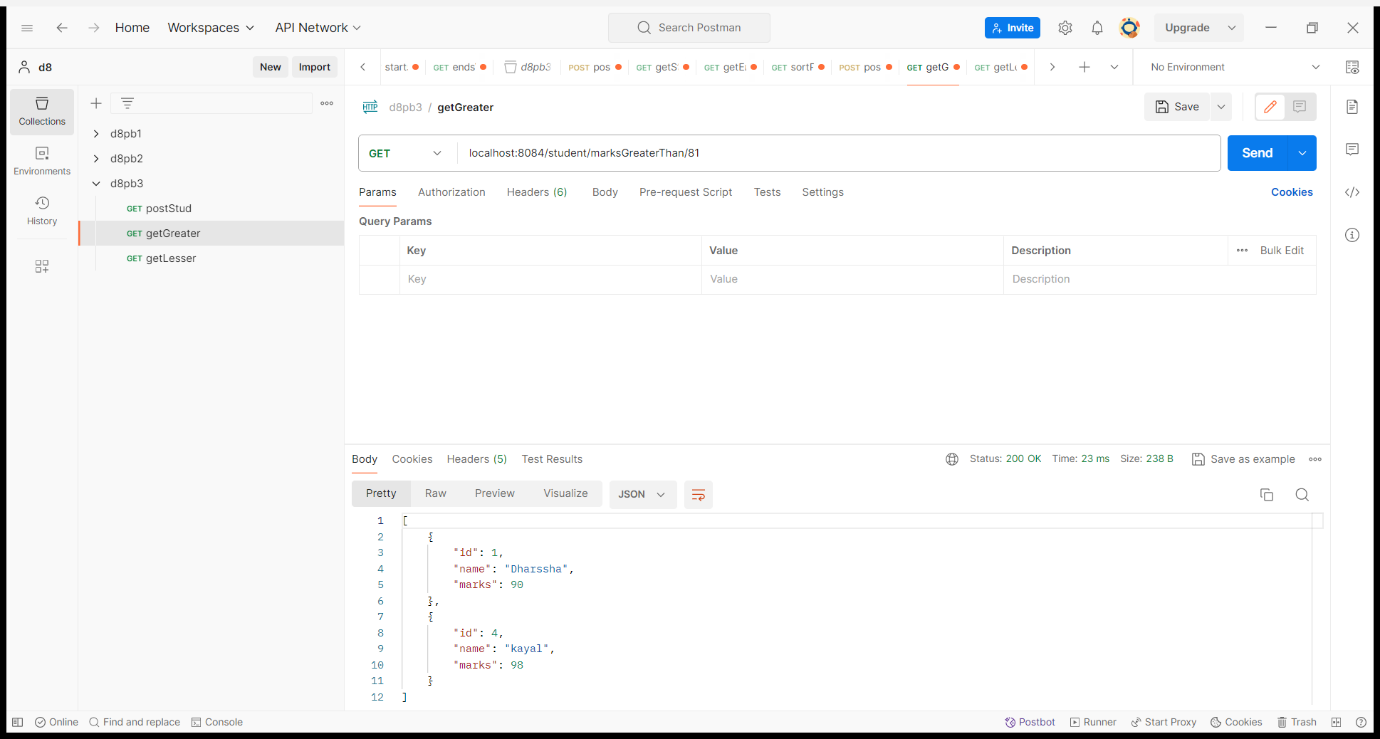 Home Workspaces API Network Search Postman Invite Upgrade
d8 New Import
start. GET ends d8pb3 POST pos GET getS GET getE GET sortF POST pos GET getG GET getL No Environment
Collections
Environments
History
d8pb1
d8pb2
d8pb3
GET postStud
GET getGreater
GET getLesser
HTTP d8pb3 / getGreater Save
GET localhost:8084/student/marksGreaterThan/81 Send
Params Authorization Headers (6) Body Pre-request Script Tests Settings Cookies
Query Params
Key Value Description Bulk Edit
Key Value Description
Body Cookies Headers (5) Test Results Status: 200 OK Time: 23 ms Size: 238 B Save as example
Pretty Raw Preview Visualize JSON
1 [
2 {
3 "id": 1,
4 "name": "Dharssha",
5 "marks": 90
6 },
7 {
8 "id": 4,
9 "name": "kayal",
10 "marks": 98
11 }
12 ]
Online Find and replace Console Postbot Runner Start Proxy Cookies Trash